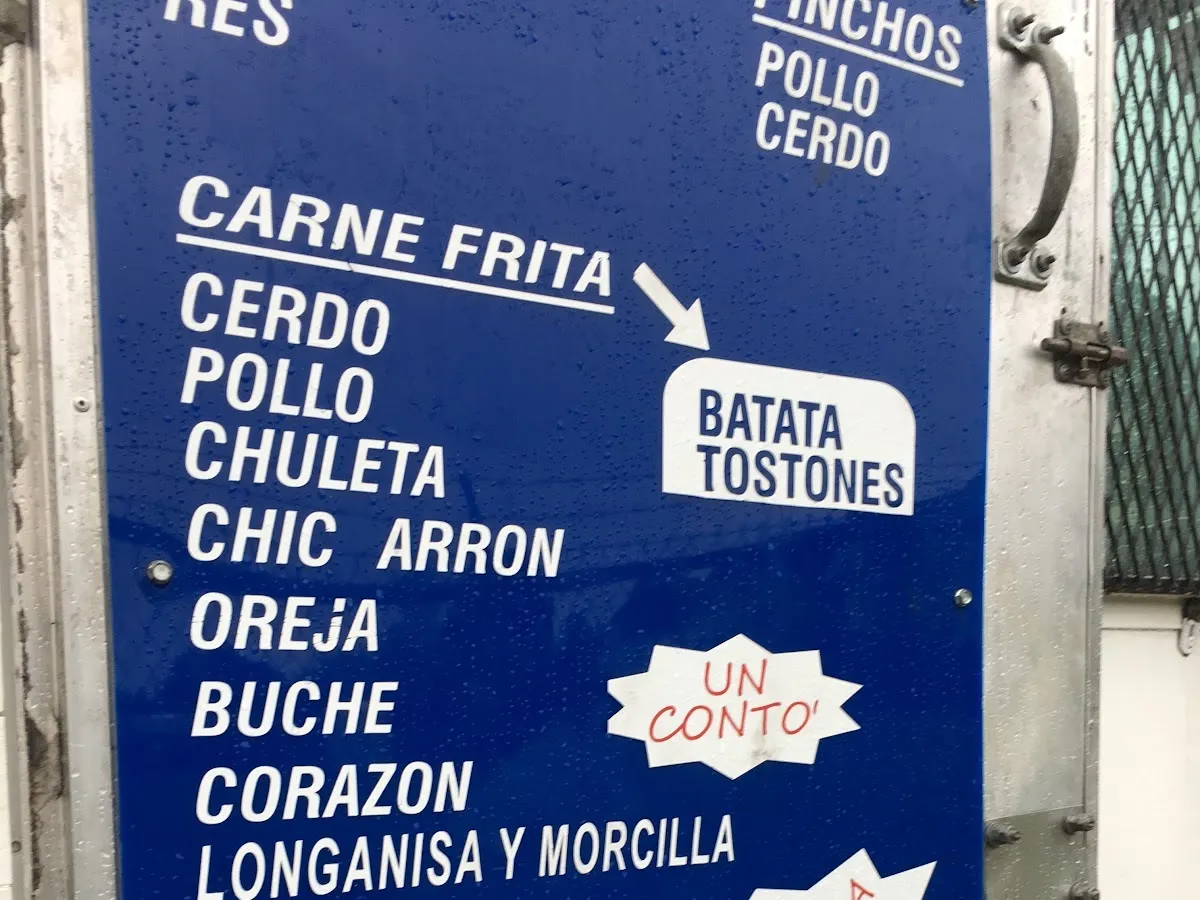 RES
PINCHOS
POLLO
CERDO
CARNE FRITA
CERDO
POLLO
CHULETA
CHIC ARRON
OREJA
BUCHE
CORAZON
LONGANISA Y MORCILLA
BATATA
TOSTONES
UN
CONTO'
A